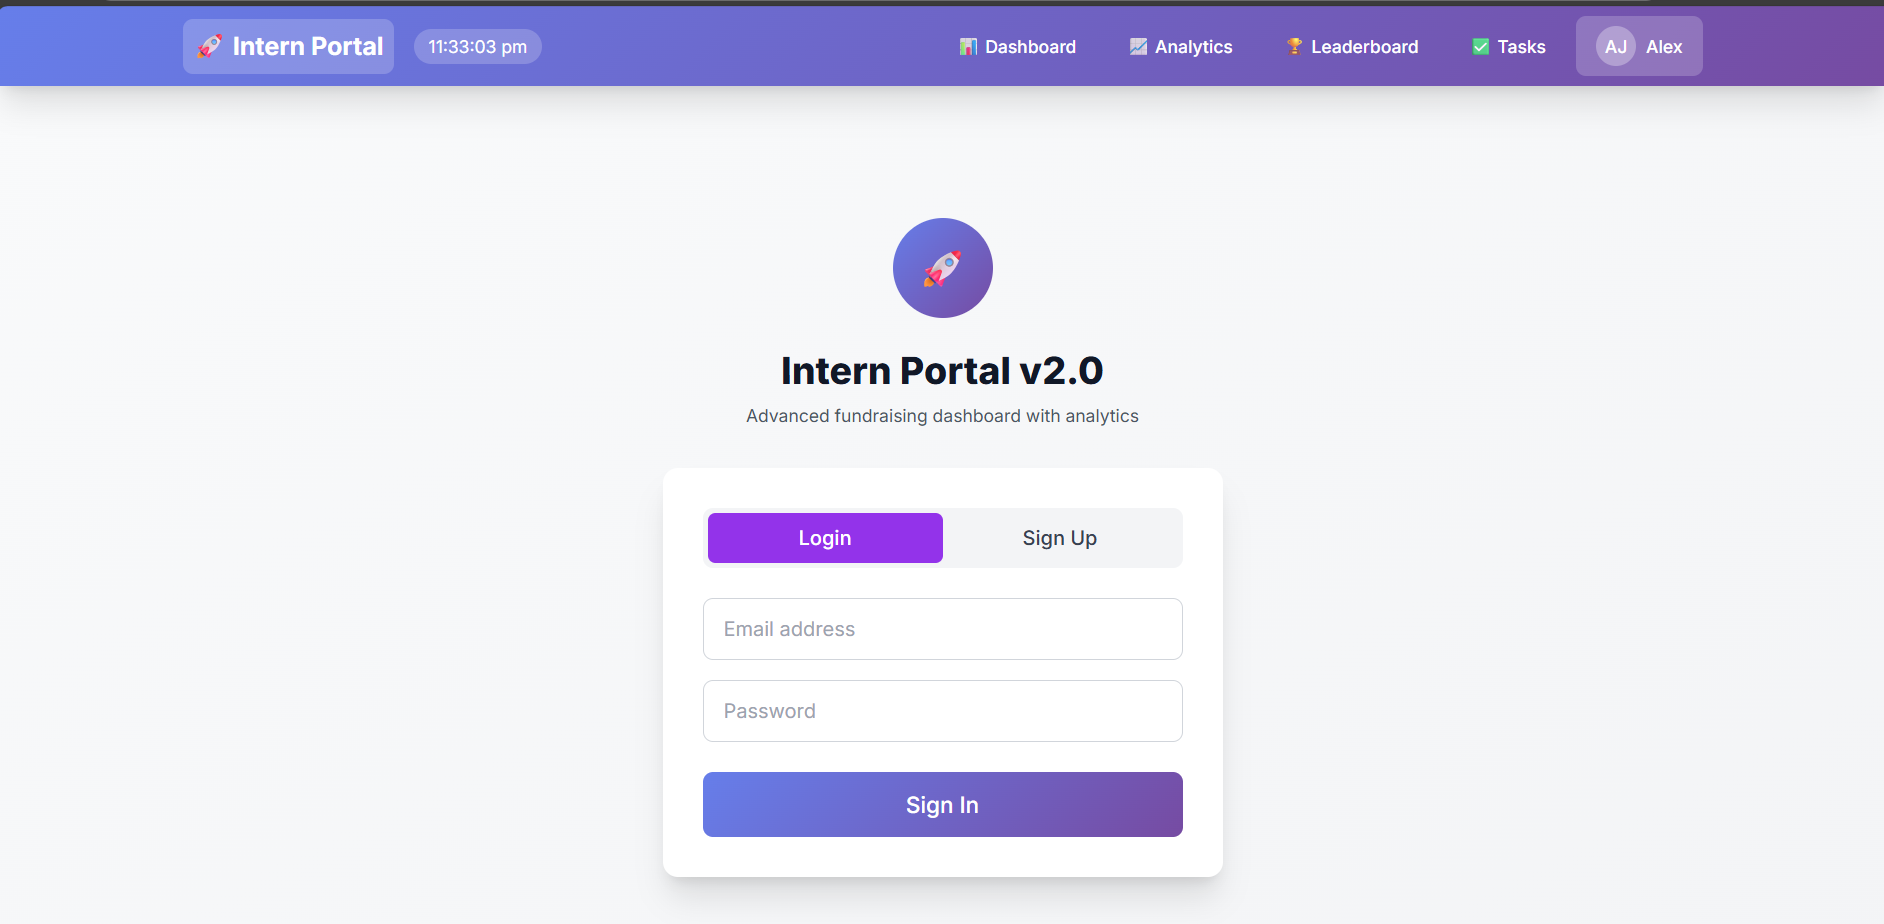 Intern Portal 11:33:03 pm Dashboard Analytics Leaderboard Tasks AJ Alex
Intern Portal v2.0
Advanced fundraising dashboard with analytics
Login Sign Up
Email address
Password
Sign In